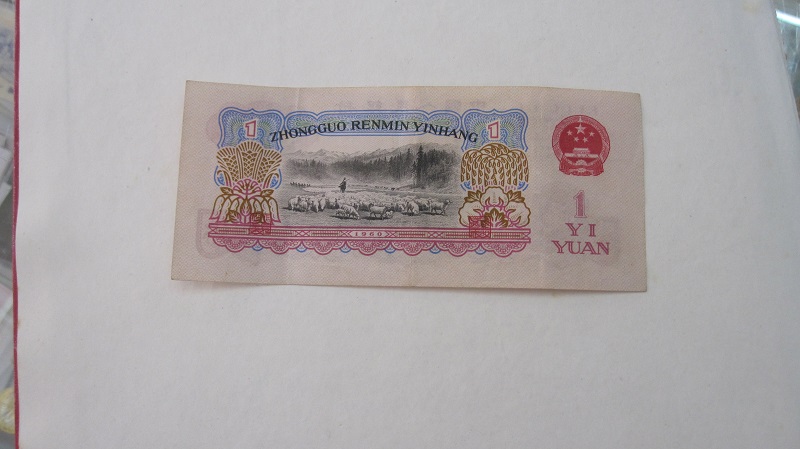 1 ZHONGGUO RENMIN YINHANG 1
1960
1
YI
YUAN